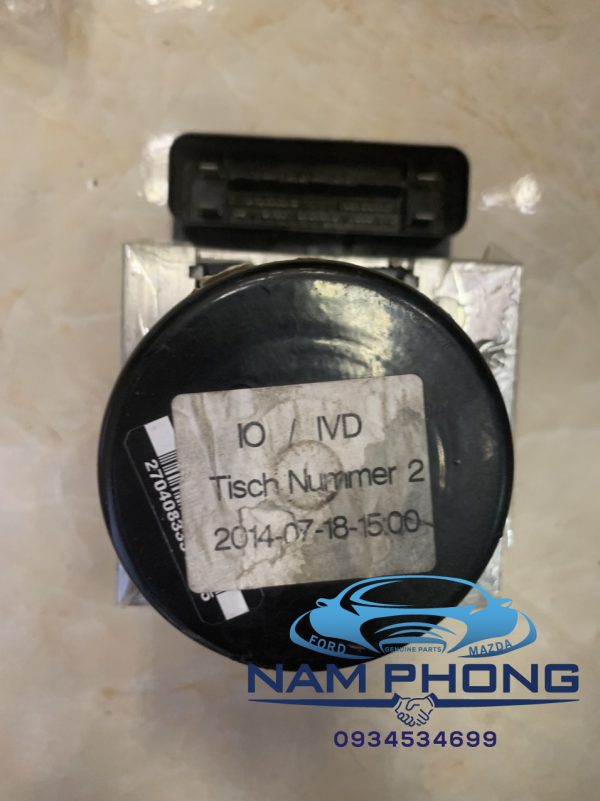 IO / IVD
Tisch Nummer 2
2014-07-18-15:00
FORD
GENUINE PARTS
MAZDA
NAM PHONG
0934534699